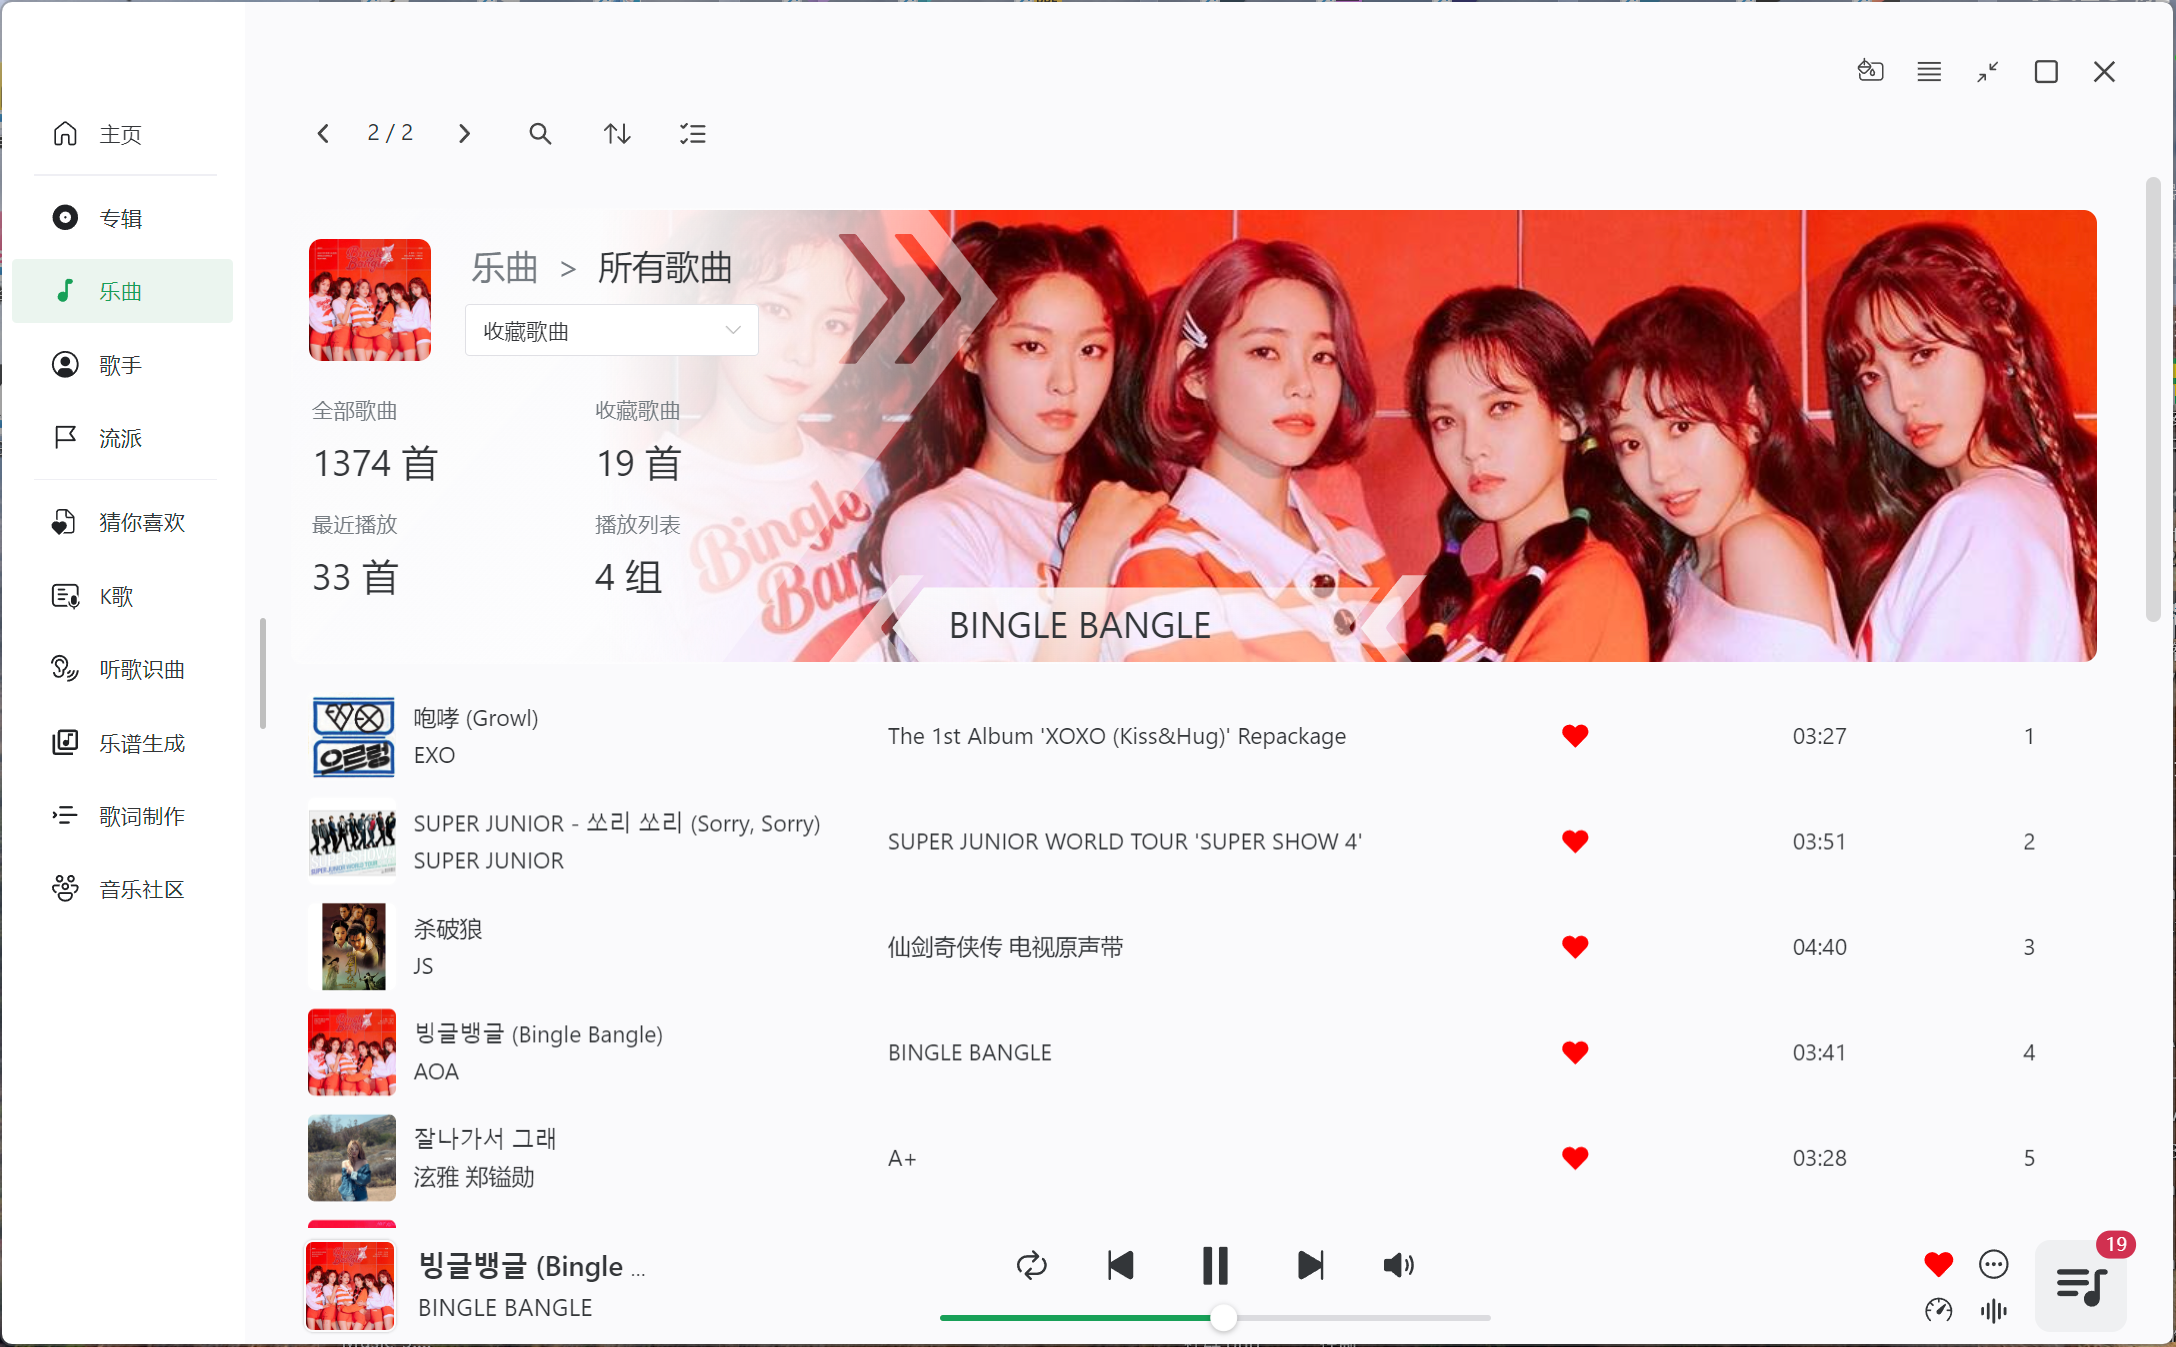 主页
专辑
乐曲
歌手
流派
猜你喜欢
K歌
听歌识曲
乐谱生成
歌词制作
音乐社区
2 / 2
乐曲 > 所有歌曲
收藏歌曲
全部歌曲
1374 首
收藏歌曲
19 首
最近播放
33 首
播放列表
4 组
Bingle
Ban
BINGLE BANGLE
으르렁
咆哮 (Growl)
EXO
The 1st Album 'XOXO (Kiss&Hug)' Repackage
03:27
1
SUPER JUNIOR - 쏘리 쏘리 (Sorry, Sorry)
SUPER JUNIOR
SUPER JUNIOR WORLD TOUR 'SUPER SHOW 4'
03:51
2
杀破狼
JS
仙剑奇侠传 电视原声带
04:40
3
빙글뱅글 (Bingle Bangle)
AOA
BINGLE BANGLE
03:41
4
잘나가서 그래
泫雅 郑镒勋
A+
03:28
5
빙글뱅글 (Bingle ...
BINGLE BANGLE
19